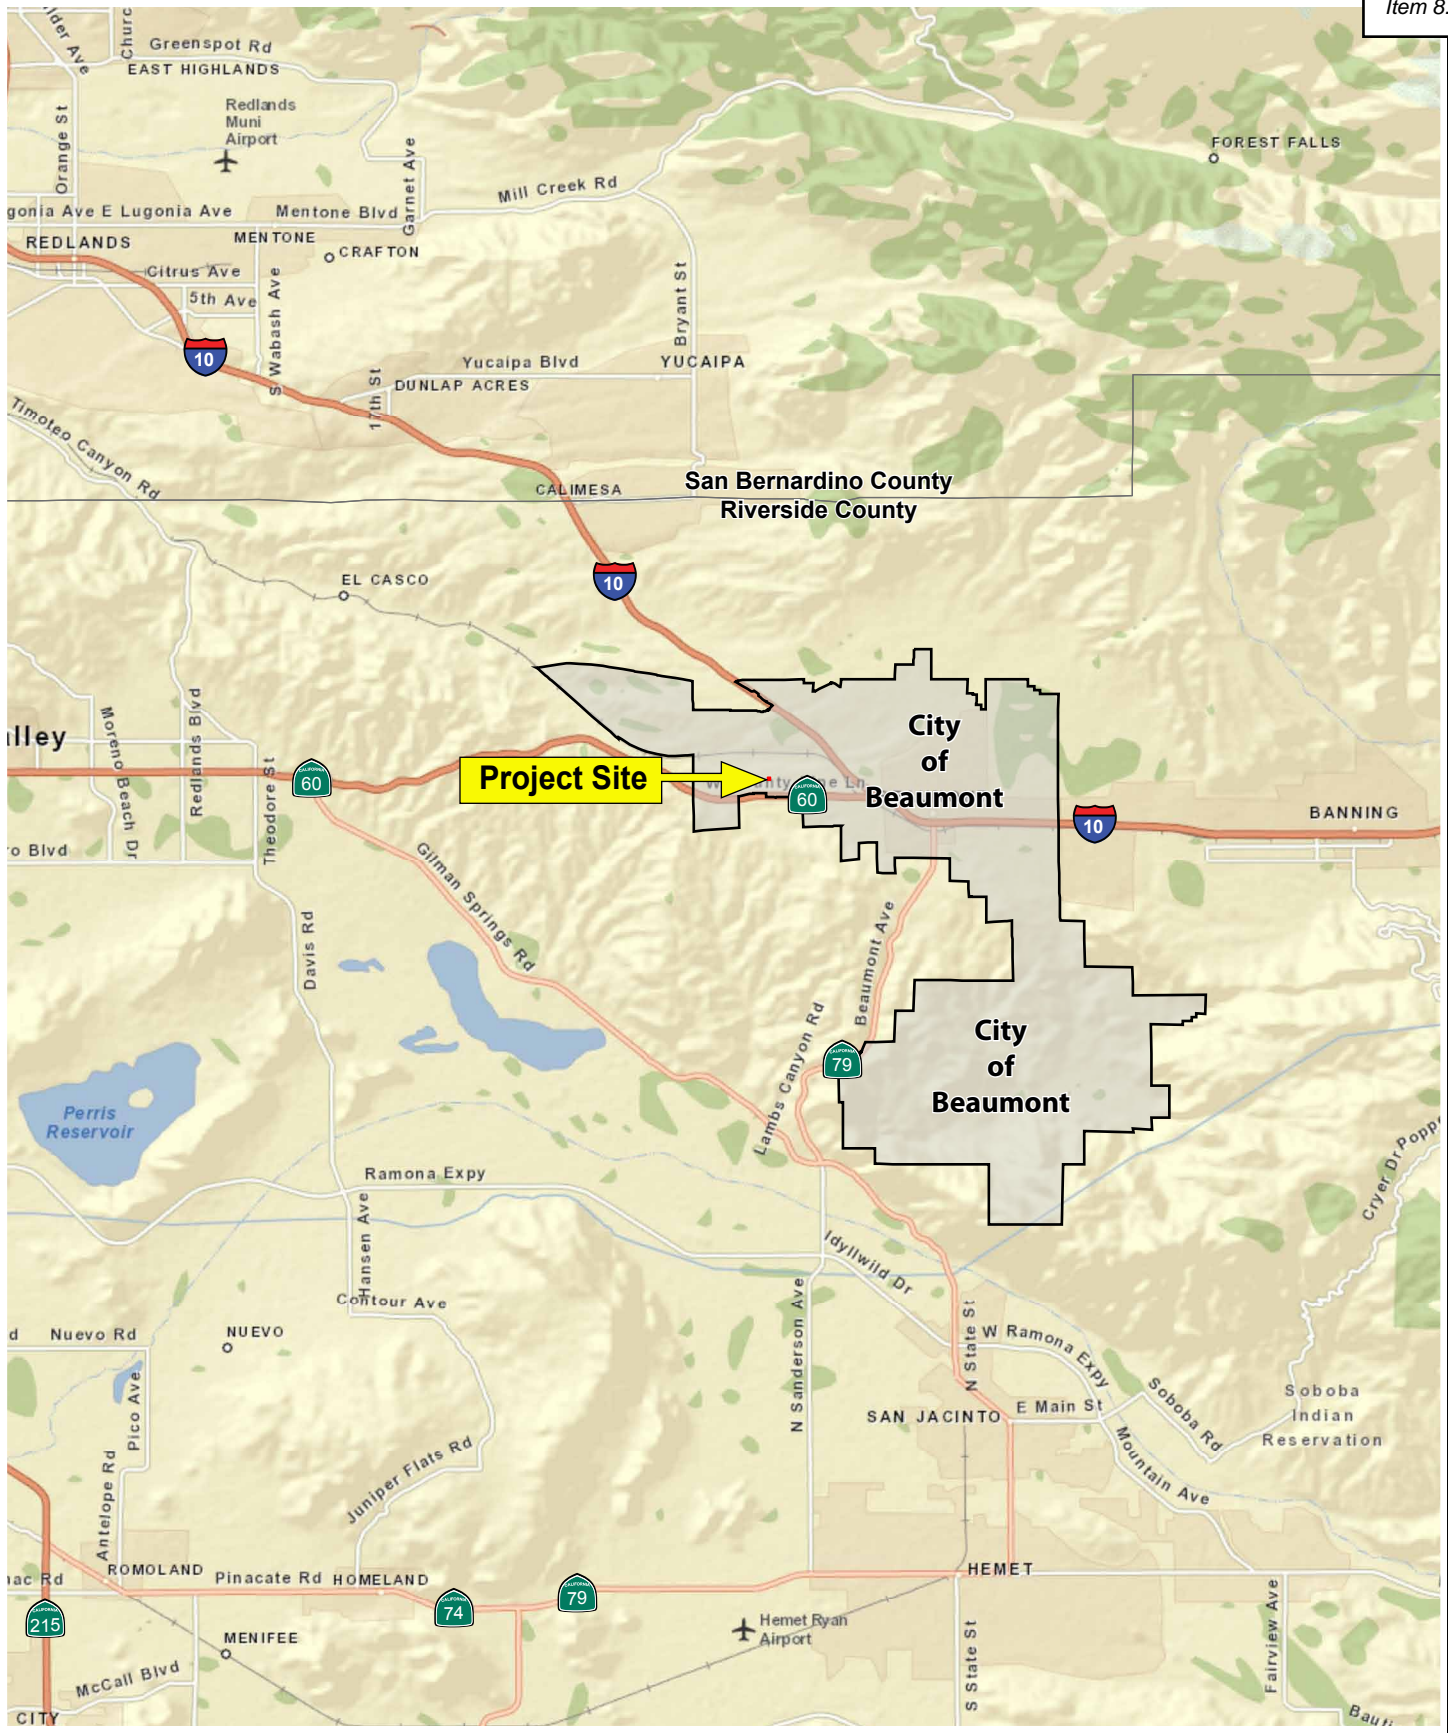 Item 8.
Greenspot Rd
EAST HIGHLANDS
Orange St
Redlands
Muni
Airport
Garnet Ave
FOREST FALLS
Mill Creek Rd
E Lugonia Ave
Mentone Blvd
REDLANDS
MENTONE
CRAFTON
Citrus Ave
5th Ave
S Wabash Ave
Bryant St
10
Yucaipa Blvd
YUCAIPA
17th St
DUNLAP ACRES
Timoteo Canyon Rd
CALIMESA
San Bernardino County
Riverside County
EL CASCO
10
Moreno Beach Dr
Redlands Blvd
Theodore St
60
Project Site
60
City
of
Beaumont
10
BANNING
Gilman Springs Rd
Davis Rd
Beaumont Ave
Lambs Canyon Rd
79
City
of
Beaumont
Perris
Reservoir
Ramona Expy
Hansen Ave
Contour Ave
Idyllwild Dr
Cryer Dr
Nuevo Rd
NUEVO
Pico Ave
N Sanderson Ave
N State St
W Ramona Expy
SAN JACINTO
E Main St
Soboba Rd
Soboba
Indian
Reservation
Mountain Ave
Antelope Rd
Juniper Flats Rd
ROMOLAND
Pinacate Rd
HOMELAND
HEMET
CALIFORNIA
215
CALIFORNIA
74
CALIFORNIA
79
Hemet Ryan
Airport
MENIFEE
McCall Blvd
S State St
Fairview Ave
CITY